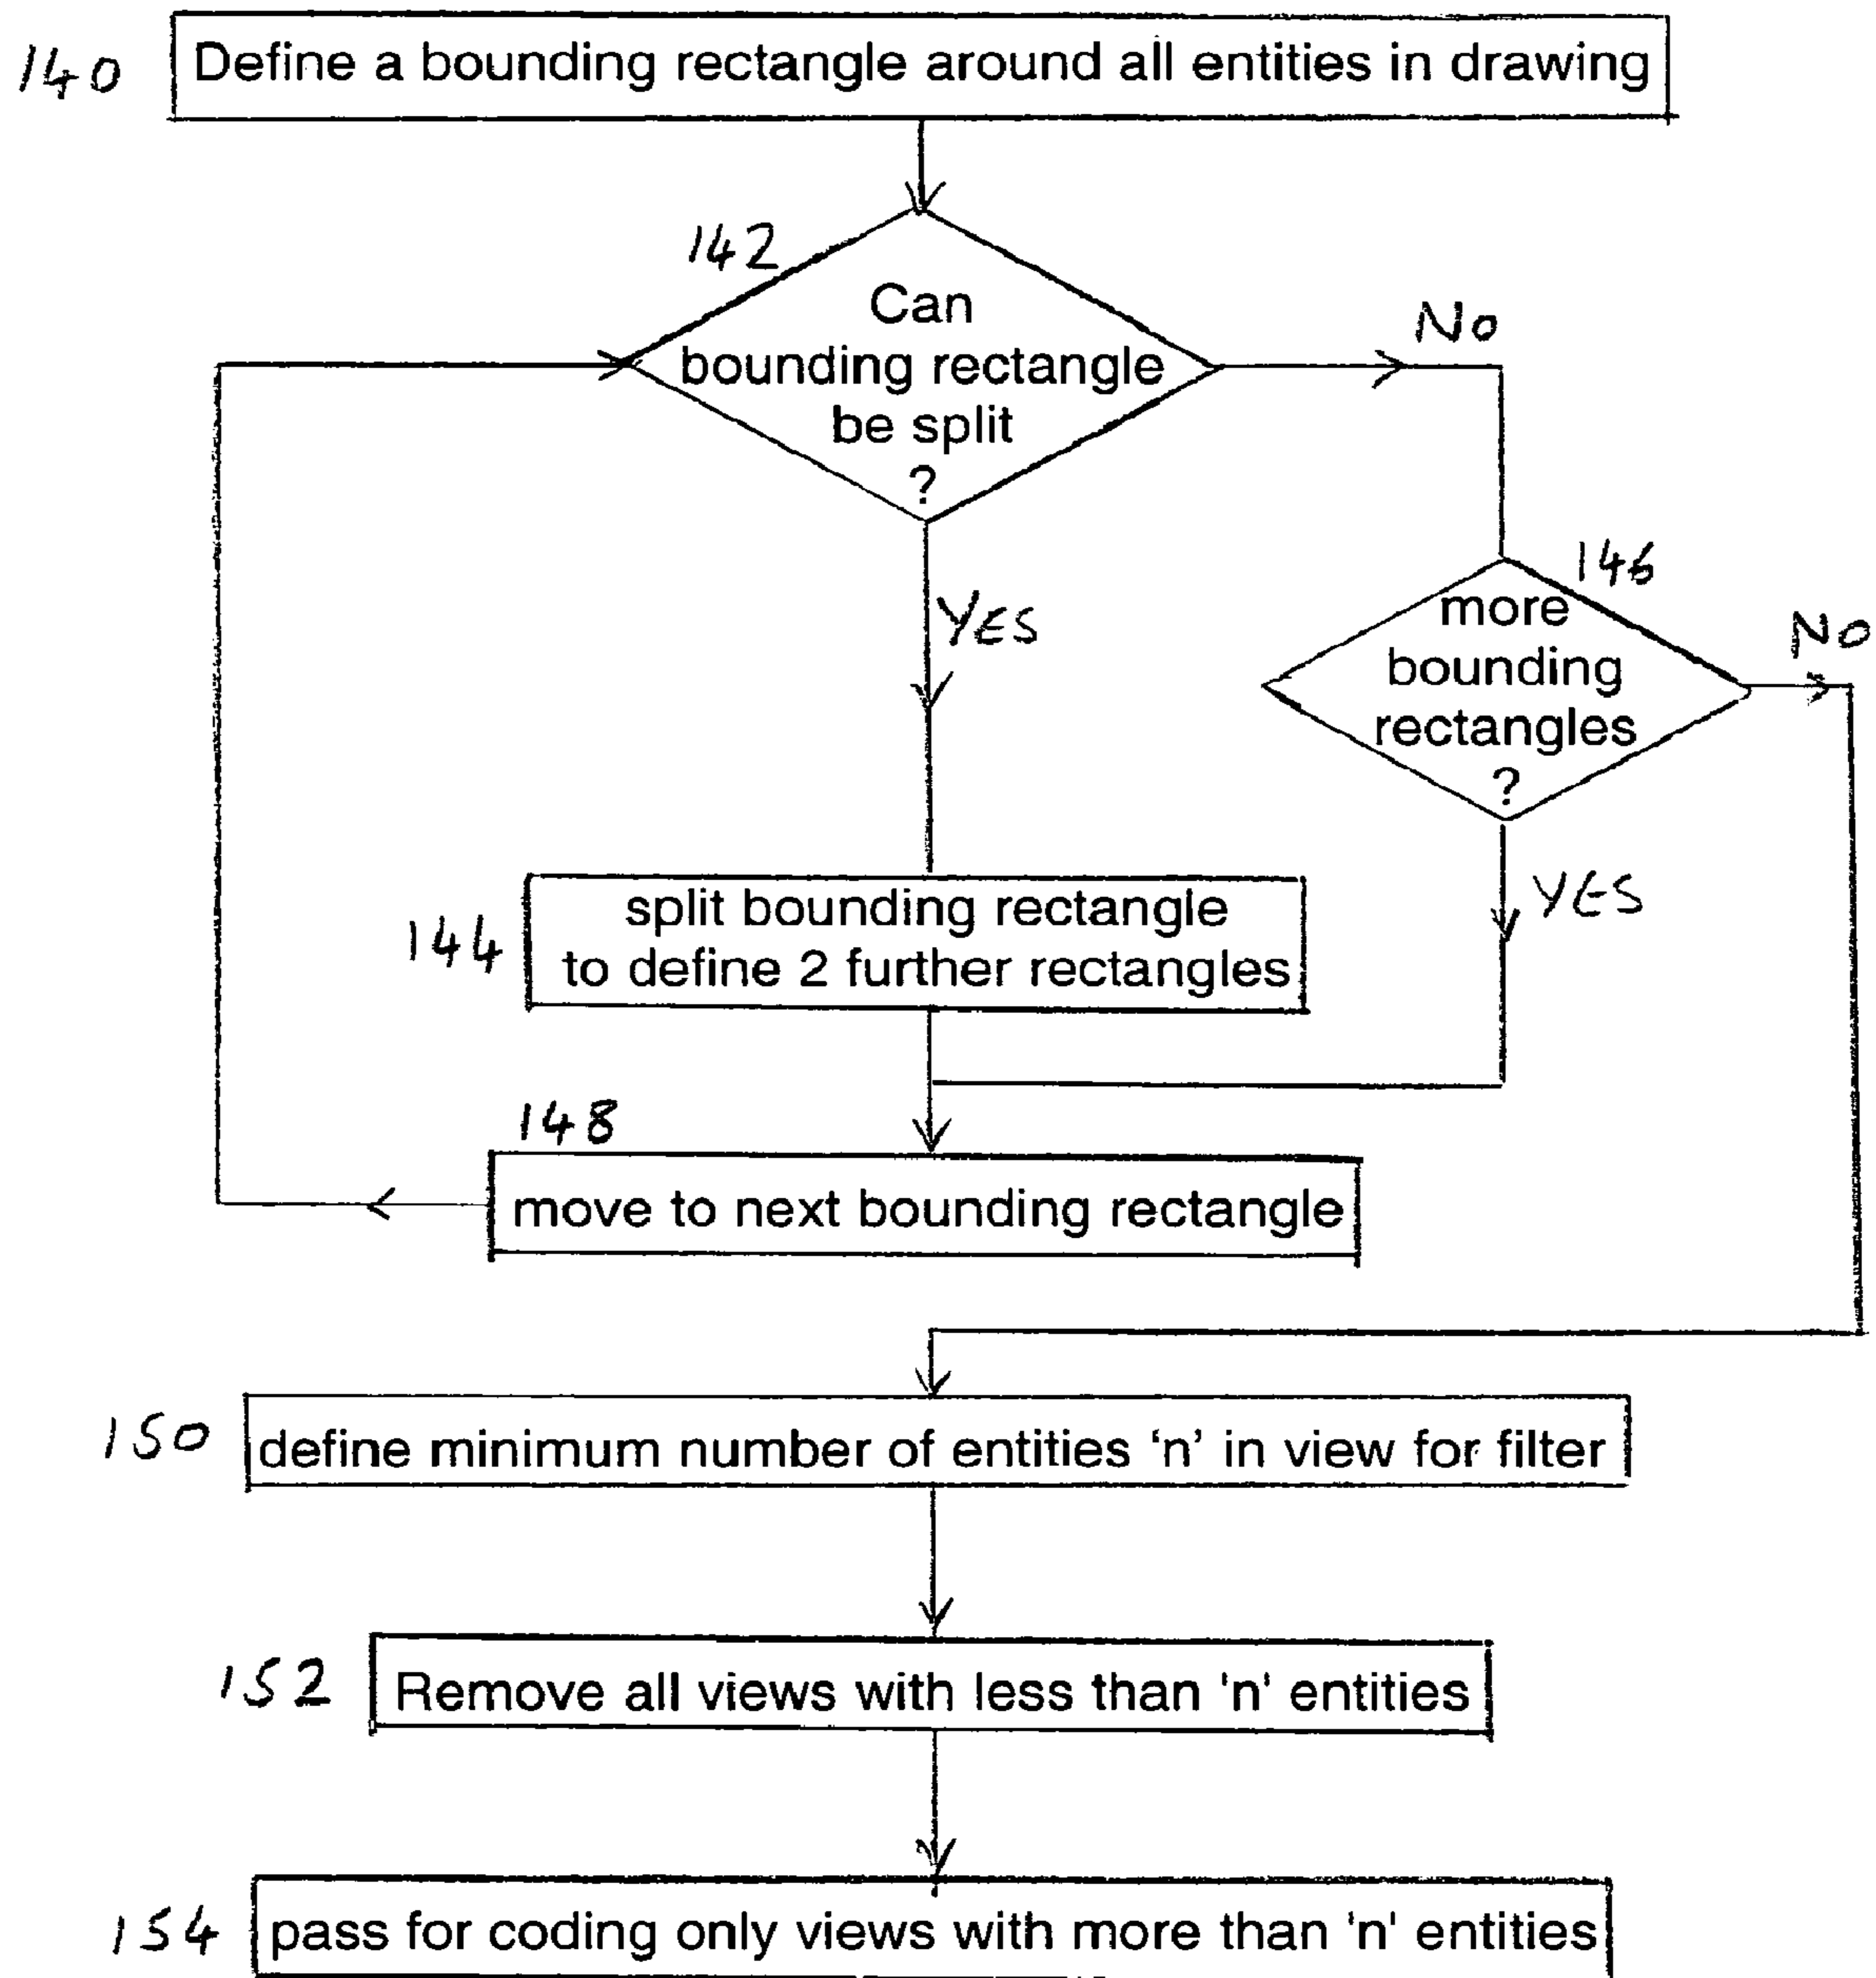 140
Define a bounding rectangle around all entities in drawing
142
Can
bounding rectangle
be split
?
No
YES
146
more
bounding
rectangles
?
No
YES
144
split bounding rectangle
to define 2 further rectangles
148
move to next bounding rectangle
150
define minimum number of entities ‘n’ in view for filter
152
Remove all views with less than 'n' entities
154
pass for coding only views with more than 'n' entities